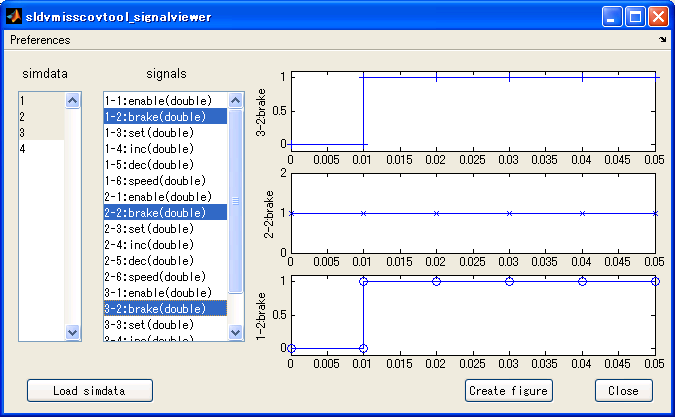 sldvmisscovtool_signalviewer
Preferences
simdata
signals
1
2
3
4
1-1:enable(double)
1-2:brake(double)
1-3:set(double)
1-4:inc(double)
1-5:dec(double)
1-6:speed(double)
2-1:enable(double)
2-2:brake(double)
2-3:set(double)
2-4:inc(double)
2-5:dec(double)
2-6:speed(double)
3-1:enable(double)
3-2:brake(double)
3-3:set(double)
3-4:inc(double)
3-2:brake
1
0.5
0
0 0.005 0.01 0.015 0.02 0.025 0.03 0.035 0.04 0.045 0.05
2-2:brake
2
1
0
0 0.005 0.01 0.015 0.02 0.025 0.03 0.035 0.04 0.045 0.05
1-2:brake
1
0.5
0
0 0.005 0.01 0.015 0.02 0.025 0.03 0.035 0.04 0.045 0.05
Load simdata
Create figure
Close